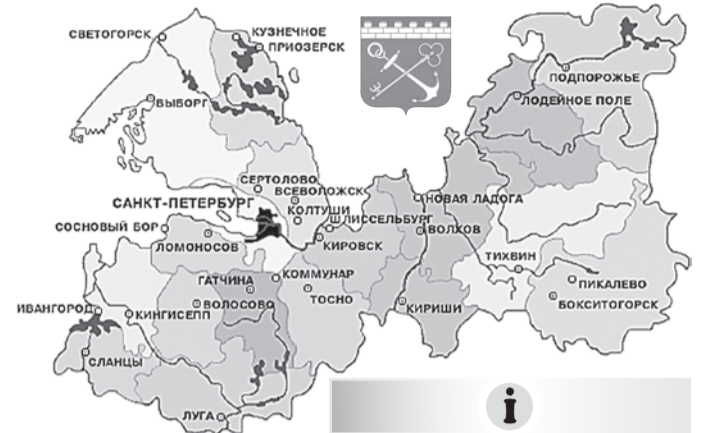 СВЕТОГОРСК
КУЗНЕЧНОЕ
ПРИОЗЕРСК
ВЫБОРГ
ПОДПОРОЖЬЕ
ЛОДЕЙНОЕ ПОЛЕ
СЕРТОЛОВО
ВСЕВОЛОЖСК
САНКТ-ПЕТЕРБУРГ
КОЛТУШИ
НОВАЯ ЛАДОГА
ШЛИССЕЛЬБУРГ
СОСНОВЫЙ БОР
ВОЛХОВ
ЛОМОНОСОВ
КИРОВСК
ТИХВИН
КОММУНАР
ГАТЧИНА
ПИКАЛЕВО
ТОСНО
БОКСИТОГОРСК
ВОЛОСОВО
ИВАНГОРОД
КИНГИСЕПП
КИРИШИ
СЛАНЦЫ
ЛУГА
i